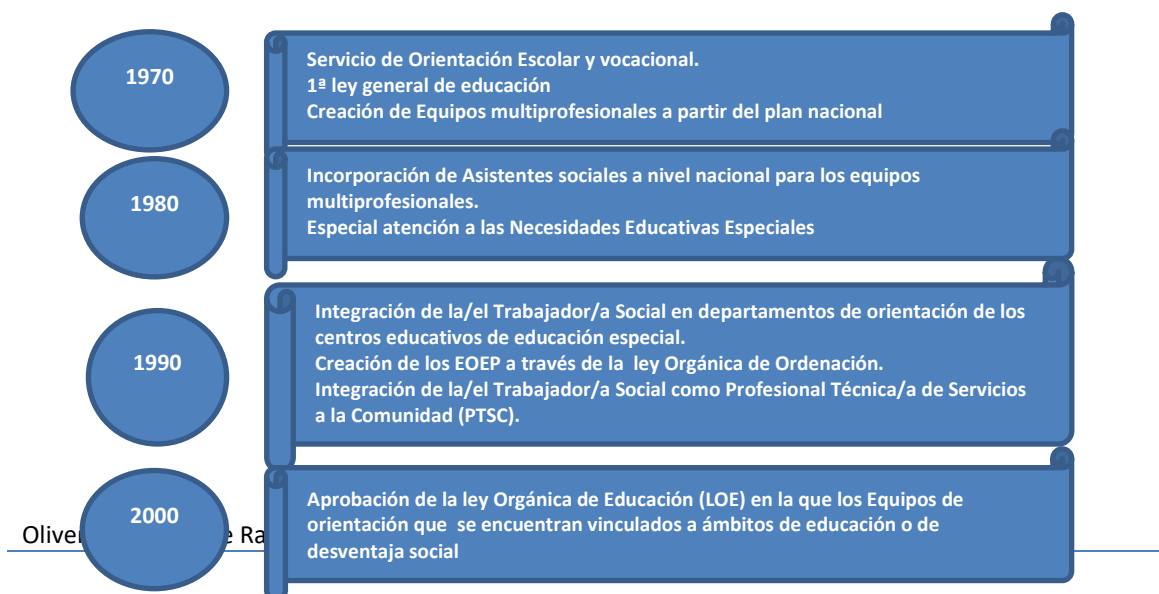 1970
Servicio de Orientación Escolar y vocacional.
1ª ley general de educación
Creación de Equipos multiprofesionales a partir del plan nacional
1980
Incorporación de Asistentes sociales a nivel nacional para los equipos
multiprofesionales.
Especial atención a las Necesidades Educativas Especiales
1990
Integración de la/el Trabajador/a Social en departamentos de orientación de los
centros educativos de educación especial.
Creación de los EOEP a través de la ley Orgánica de Ordenación.
Integración de la/el Trabajador/a Social como Profesional Técnica/a de Servicios
a la Comunidad (PTSC).
2000
Aprobación de la ley Orgánica de Educación (LOE) en la que los Equipos de
orientación que se encuentran vinculados a ámbitos de educación o de
desventaja social